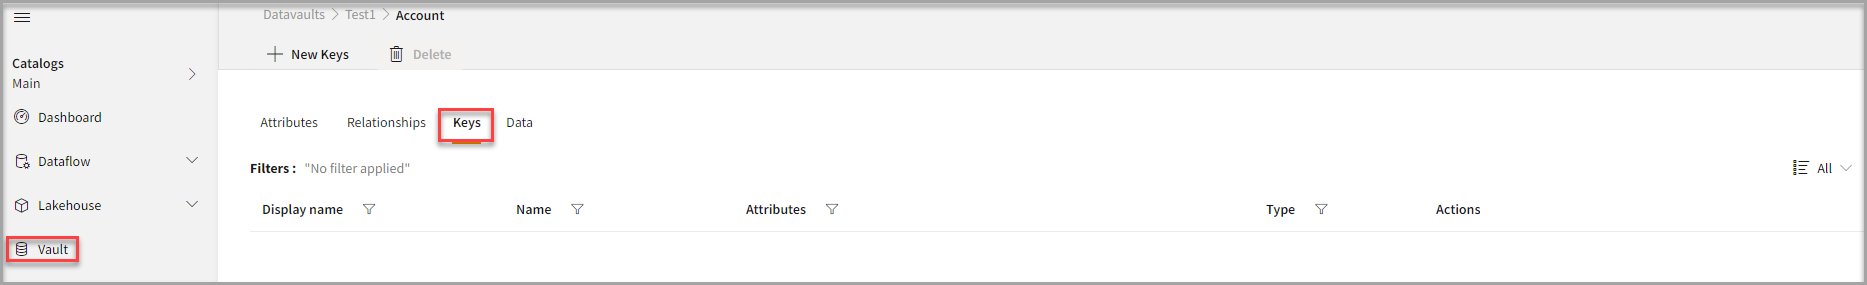 Datavaults > Test1 > Account
New Keys Delete
Catalogs
Main
Dashboard
Dataflow
Lakehouse
Vault
Attributes Relationships Keys Data
Filters : "No filter applied" All
Display name Name Attributes Type Actions